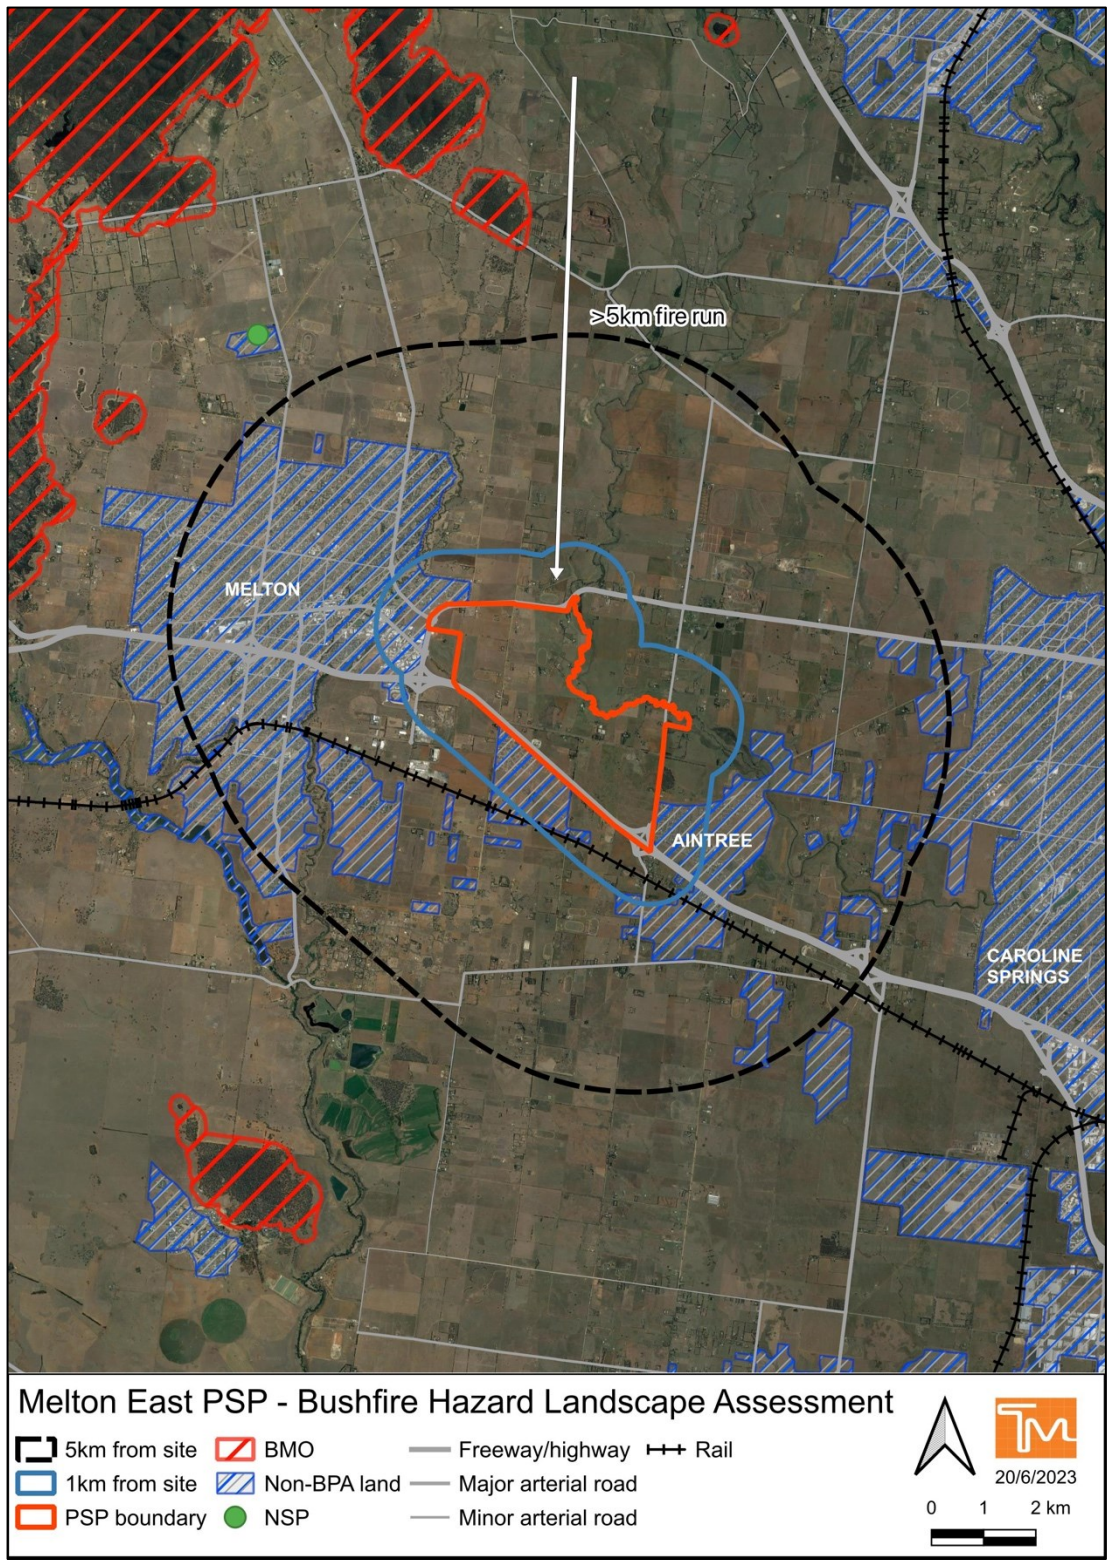 >5km fire run
MELTON
AINTREE
CAROLINE
SPRINGS
Melton East PSP - Bushfire Hazard Landscape Assessment
5km from site
BMO
Freeway/highway
Rail
1km from site
Non-BPA land
Major arterial road
PSP boundary
NSP
Minor arterial road
TM
20/6/2023
0 1 2 km